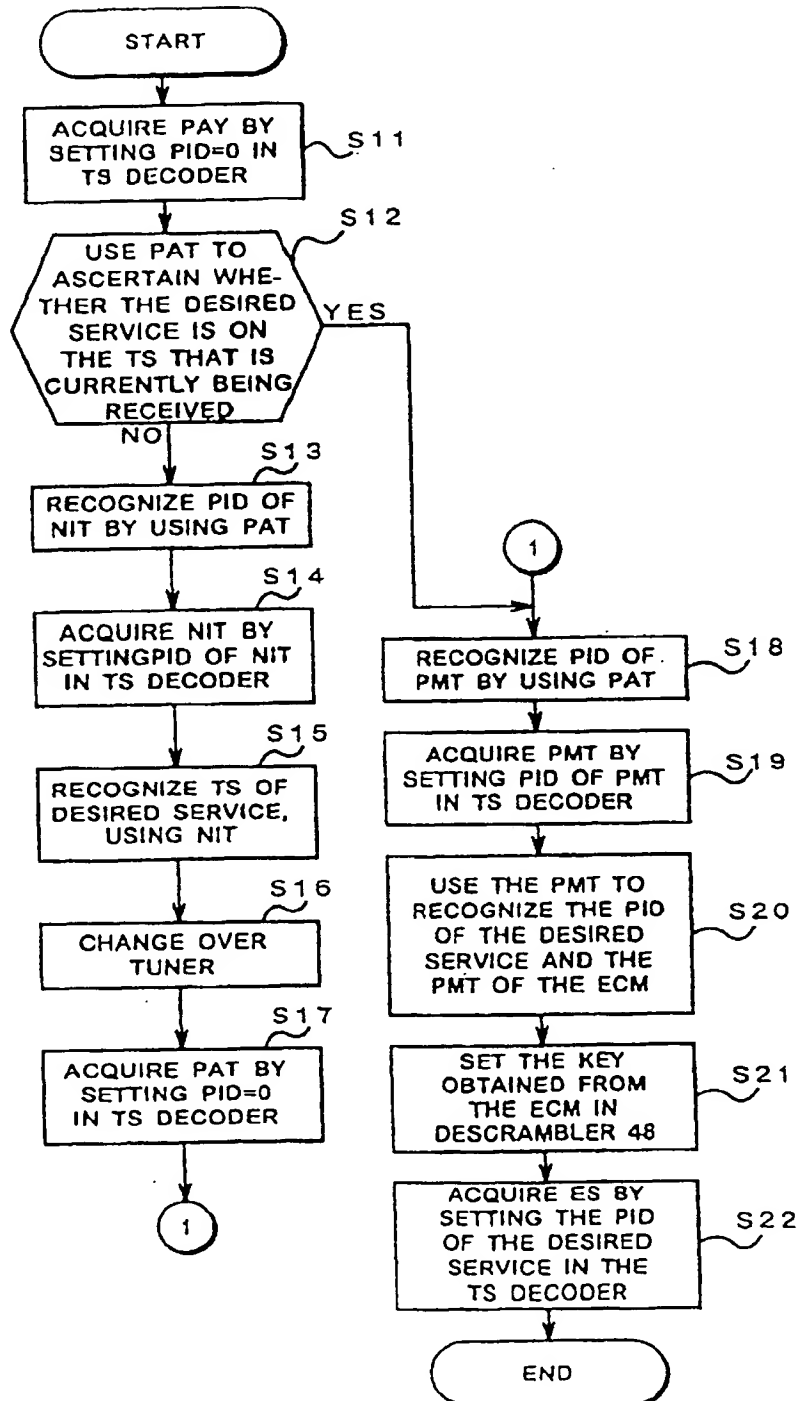 START
ACQUIRE PAY BY
SETTING PID=0 IN
TS DECODER
S11
S12
USE PAT TO
ASCERTAIN WHE-
THER THE DESIRED
SERVICE IS ON
THE TS THAT IS
CURRENTLY BEING
RECEIVED
YES
NO
S13
RECOGNIZE PID OF
NIT BY USING PAT
S14
ACQUIRE NIT BY
SETTINGPID OF NIT
IN TS DECODER
S15
RECOGNIZE TS OF
DESIRED SERVICE,
USING NIT
S16
CHANGE OVER
TUNER
S17
ACQUIRE PAT BY
SETTING PID=0
IN TS DECODER
1
1
RECOGNIZE PID OF
PMT BY USING PAT
S18
ACQUIRE PMT BY
SETTING PID OF PMT
IN TS DECODER
S19
USE THE PMT TO
RECOGNIZE THE PID
OF THE DESIRED
SERVICE AND THE
PMT OF THE ECM
S20
SET THE KEY
OBTAINED FROM
THE ECM IN
DESCRAMBLER 48
S21
ACQUIRE ES BY
SETTING THE PID
OF THE DESIRED
SERVICE IN THE
TS DECODER
S22
END